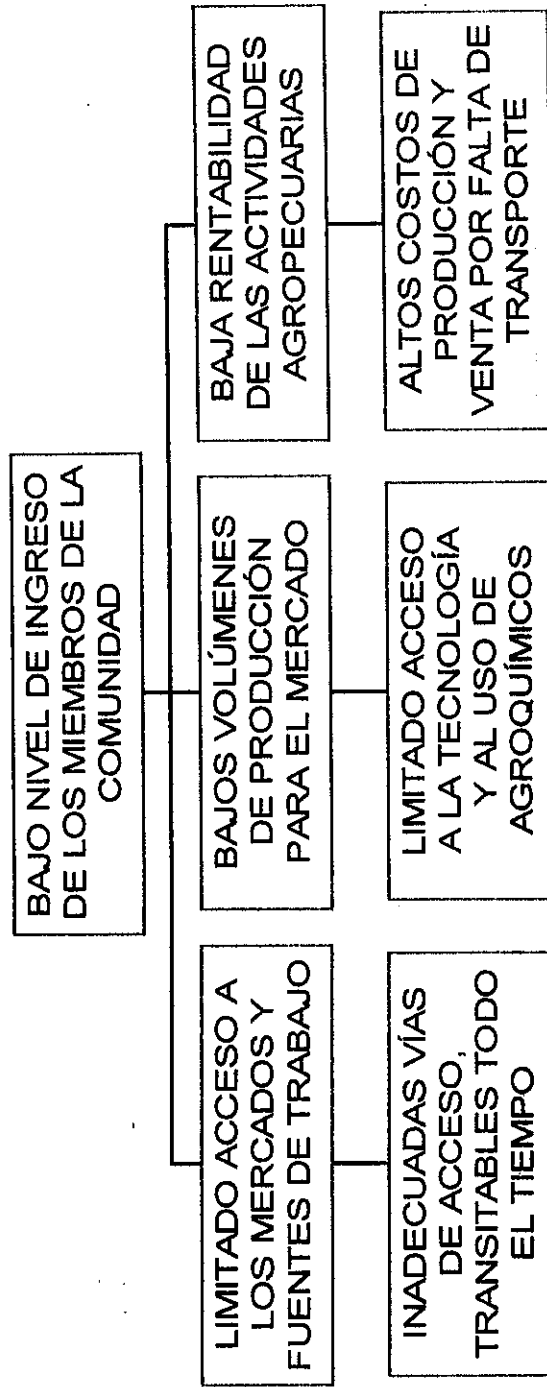 BAJO NIVEL DE INGRESO
DE LOS MIEMBROS DE LA
COMUNIDAD
LIMITADO ACCESO A
LOS MERCADOS Y
FUENTES DE TRABAJO
BAJOS VOLÚMENES
DE PRODUCCIÓN
PARA EL MERCADO
BAJA RENTABILIDAD
DE LAS ACTIVIDADES
AGROPECUARIAS
INADECUADAS VÍAS
DE ACCESO,
TRANSITABLES TODO
EL TIEMPO
LIMITADO ACCESO
A LA TECNOLOGÍA
Y AL USO DE
AGROQUÍMICOS
ALTOS COSTOS DE
PRODUCCIÓN Y
VENTA POR FALTA DE
TRANSPORTE